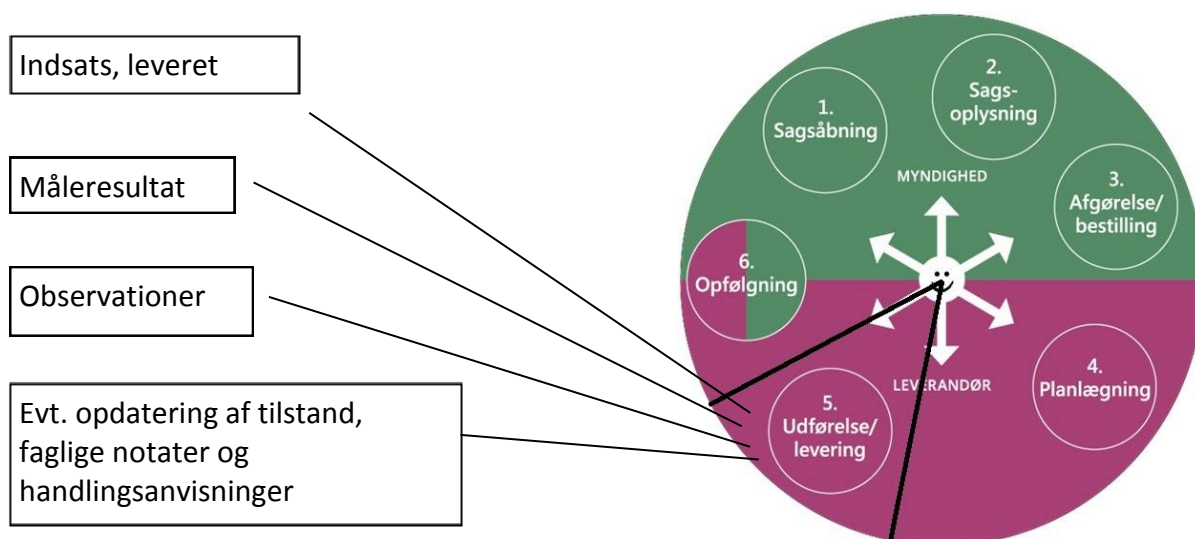 Indsats, leveret
Måleresultat
Observationer
Evt. opdatering af tilstand,
faglige notater og
handlingsanvisninger
1.
Sagsåbning
2.
Sags-
oplysning
3.
Afgørelse/
bestilling
MYNDIGHED
6.
Opfølgning
LEVERANDØR
4.
Planlægning
5.
Udførelse/
levering